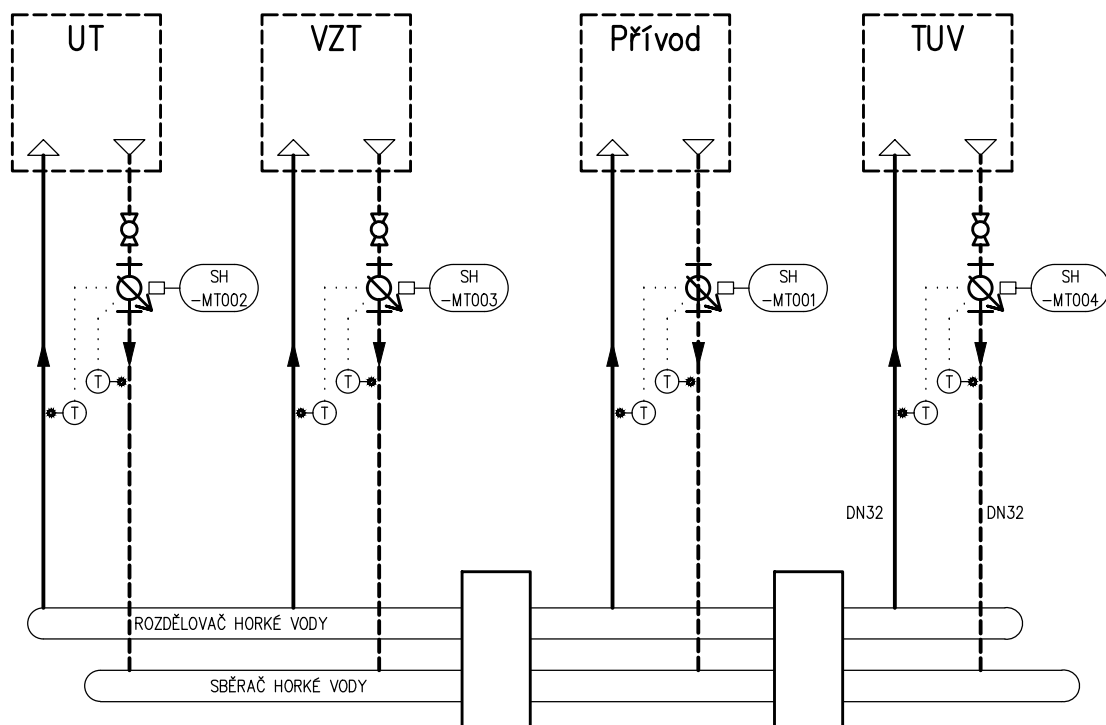 UT
VZT
Přívod
TUV
SH
-MT002
SH
-MT003
SH
-MT001
SH
-MT004
T
T
T
T
T
T
T
T
DN32
DN32
ROZDĚLOVAČ HORKÉ VODY
SBĚRAČ HORKÉ VODY